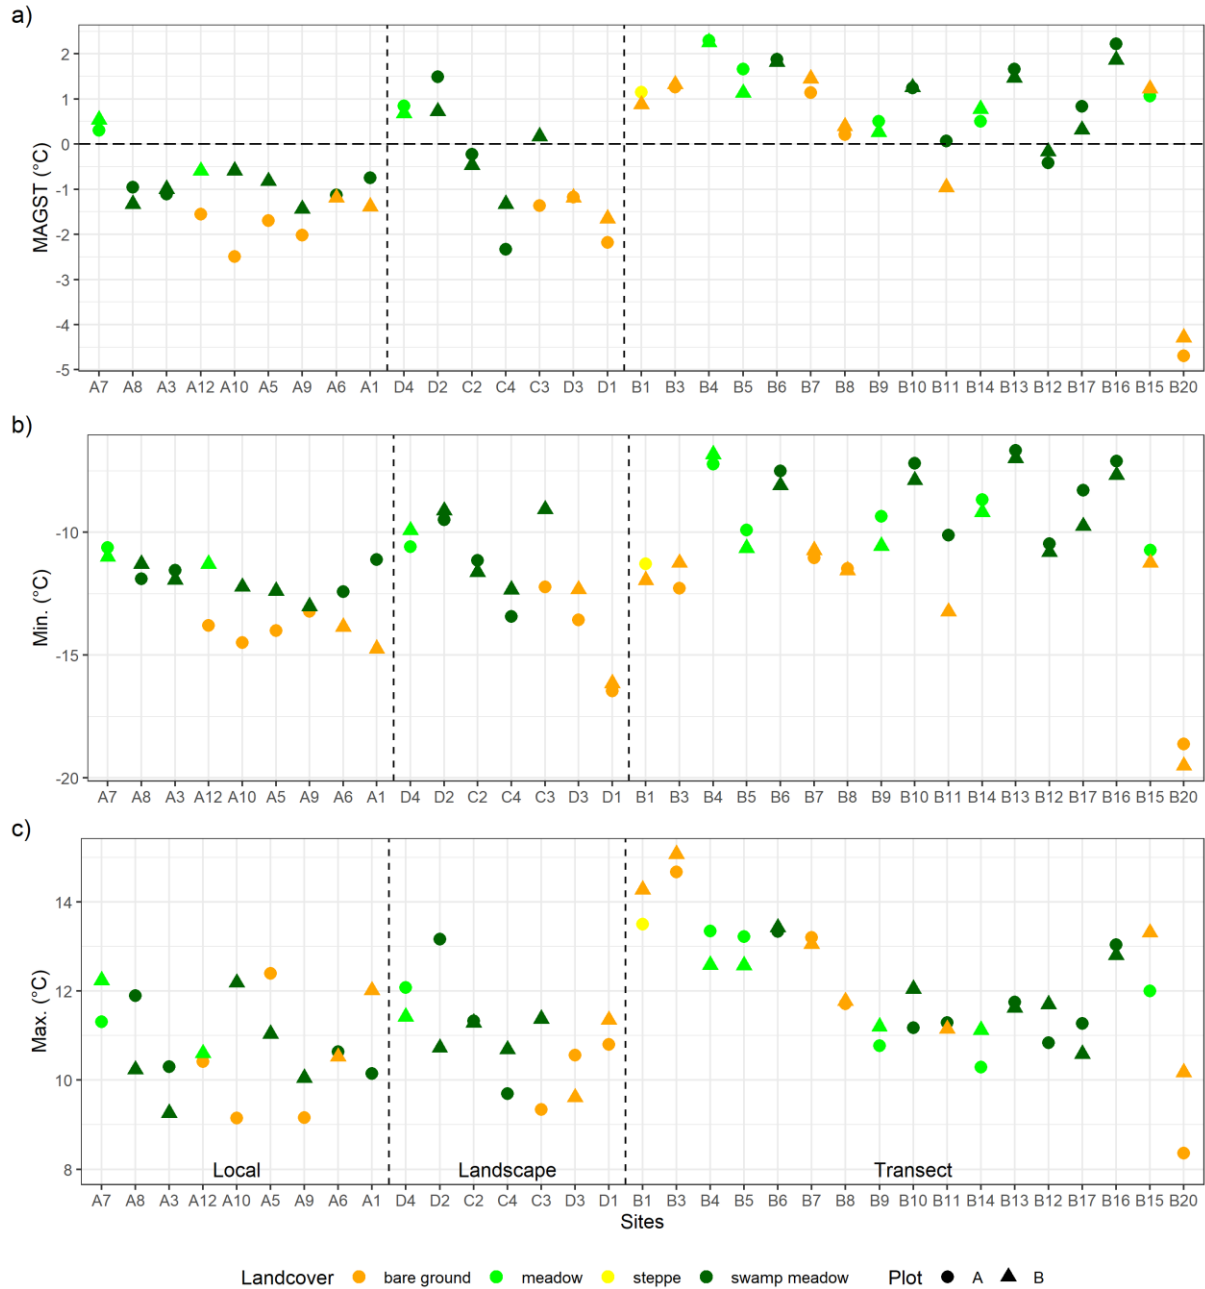 a)
MAGST (°C)
2
1
0
-1
-2
-3
-4
-5
A7 A8 A3 A12 A10 A5 A9 A6 A1 D4 D2 C2 C4 C3 D3 D1 B1 B3 B4 B5 B6 B7 B8 B9 B10 B11 B14 B13 B12 B17 B16 B15 B20
b)
Min. (°C)
-10
-15
-20
A7 A8 A3 A12 A10 A5 A9 A6 A1 D4 D2 C2 C4 C3 D3 D1 B1 B3 B4 B5 B6 B7 B8 B9 B10 B11 B14 B13 B12 B17 B16 B15 B20
c)
Max. (°C)
14
12
10
8
Local Landscape Transect
A7 A8 A3 A12 A10 A5 A9 A6 A1 D4 D2 C2 C4 C3 D3 D1 B1 B3 B4 B5 B6 B7 B8 B9 B10 B11 B14 B13 B12 B17 B16 B15 B20
Sites
Landcover bare ground meadow steppe swamp meadow Plot A B